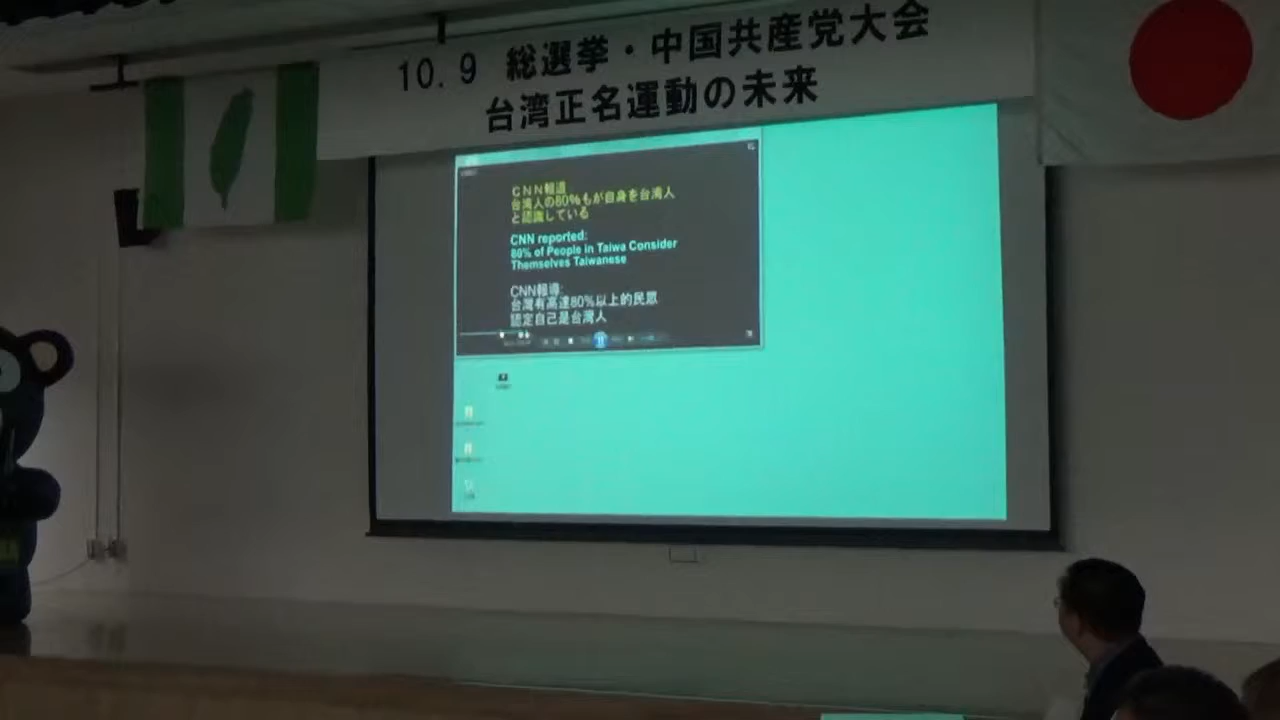 10.9 総選挙・中国共産党大会
台湾正名運動の未来
CNN報道
台湾人の80%もが自身を台湾人
と認識している
CNN reported:
80% of People in Taiwa Consider
Themselves Taiwanese
CNN報導:
台灣有高達80%以上的民眾
認定自己是台灣人